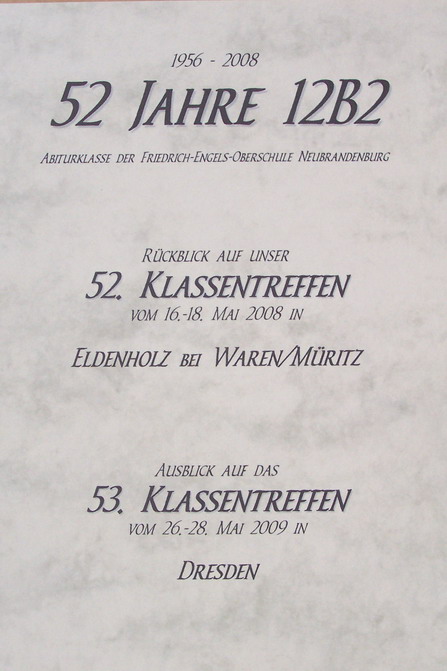 1956 - 2008
52 JAHRE 12B2
ABITURKLASSE DER FRIEDRICH-ENGELS-OBERSCHULE NEUBRANDENBURG
RÜCKBLICK AUF UNSER
52. KLASSENTREFFEN
VOM 16.-18. MAI 2008 IN
ELDENHOLZ BEI WAREN/MÜRITZ
AUSBLICK AUF DAS
53. KLASSENTREFFEN
VOM 26.-28. MAI 2009 IN
DRESDEN